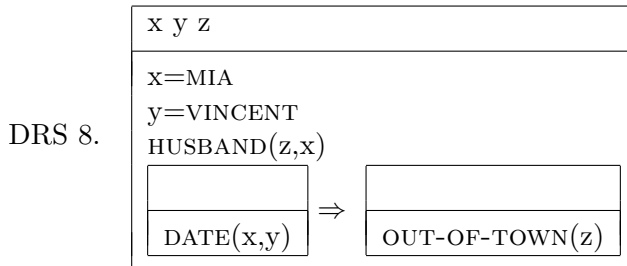 x y z
x=MIA
y=VINCENT
DRS 8.
HUSBAND(z,x)
⇒
DATE(x,y) OUT-OF-TOWN(z)